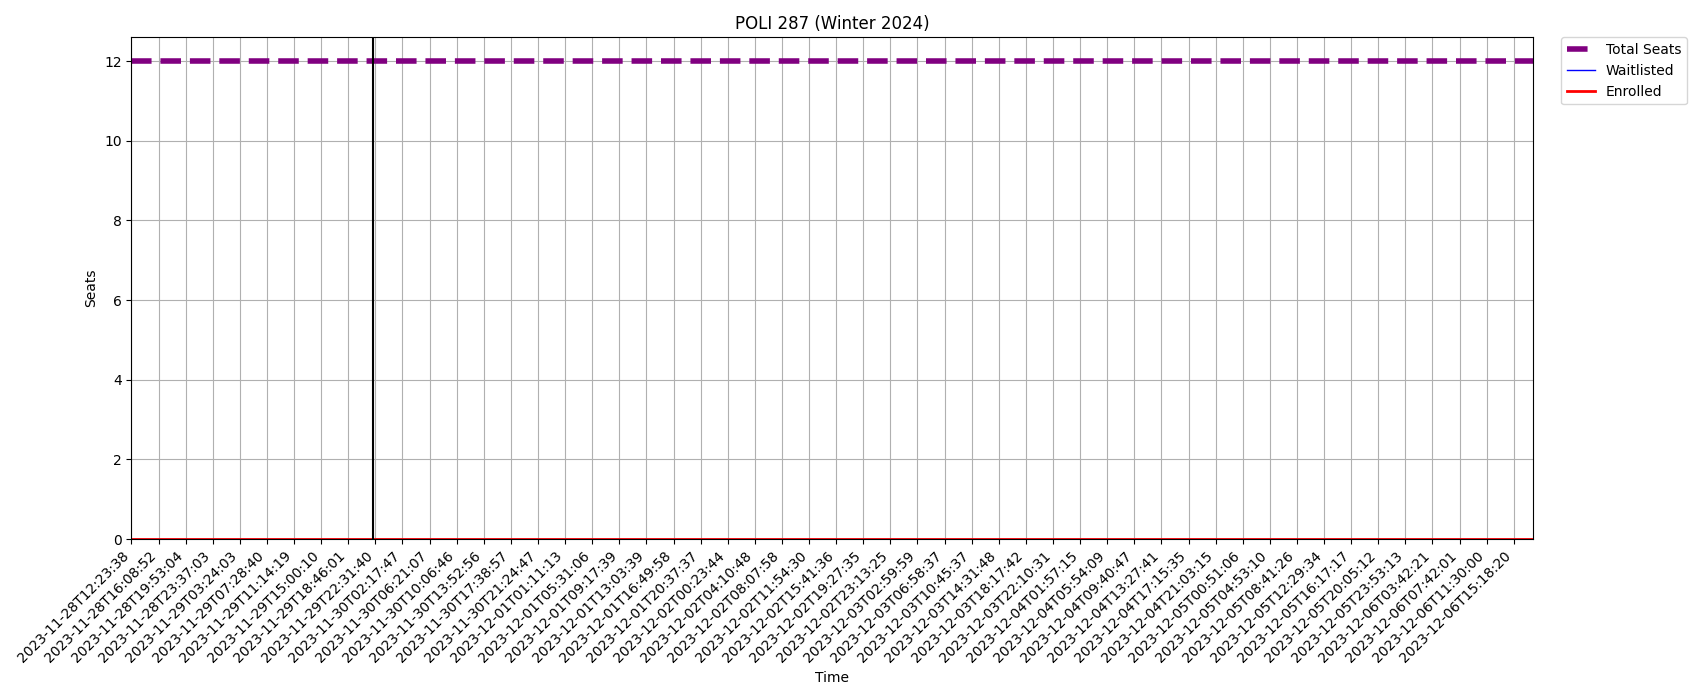 POLI 287 (Winter 2024)
Total Seats
Waitlisted
Enrolled
12
10
8
6
4
2
0
Seats
2023-11-28T12:23:38
2023-11-28T16:08:52
2023-11-28T19:53:04
2023-11-28T23:37:03
2023-11-29T03:24:03
2023-11-29T07:28:40
2023-11-29T11:14:19
2023-11-29T15:00:10
2023-11-29T18:46:01
2023-11-29T22:31:40
2023-11-30T02:17:47
2023-11-30T06:21:07
2023-11-30T10:06:46
2023-11-30T13:52:56
2023-11-30T17:38:57
2023-11-30T21:24:47
2023-12-01T01:11:13
2023-12-01T05:31:06
2023-12-01T09:17:39
2023-12-01T13:03:39
2023-12-01T16:49:58
2023-12-01T20:37:37
2023-12-02T00:23:44
2023-12-02T04:10:48
2023-12-02T08:07:58
2023-12-02T11:54:30
2023-12-02T15:41:36
2023-12-02T19:27:35
2023-12-02T23:13:25
2023-12-03T02:59:59
2023-12-03T06:58:37
2023-12-03T10:45:37
2023-12-03T14:31:48
2023-12-03T18:17:42
2023-12-03T22:10:31
2023-12-04T01:57:15
2023-12-04T05:54:09
2023-12-04T09:40:47
2023-12-04T13:27:41
2023-12-04T17:15:35
2023-12-04T21:03:15
2023-12-05T00:51:06
2023-12-05T04:53:10
2023-12-05T08:41:26
2023-12-05T12:29:34
2023-12-05T16:17:17
2023-12-05T20:05:12
2023-12-05T23:53:13
2023-12-06T03:42:21
2023-12-06T07:42:01
2023-12-06T11:30:00
2023-12-06T15:18:20
Time